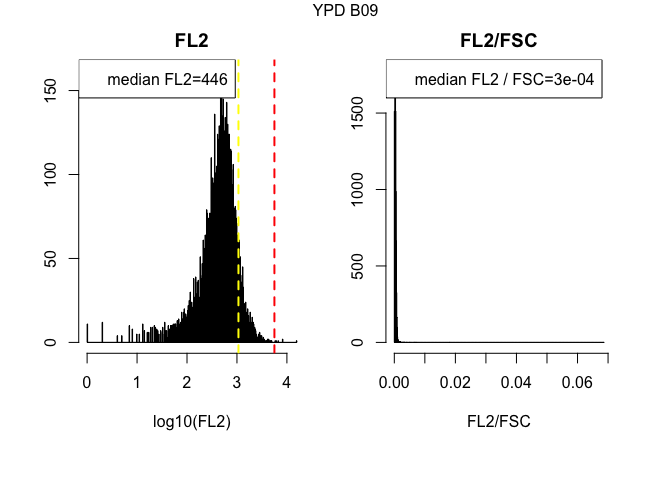 YPD B09
FL2
FL2/FSC
median FL2=446
median FL2 / FSC=3e-04
150
100
50
0
1500
1000
500
0
0 1 2 3 4
0.00 0.02 0.04 0.06
log10(FL2)
FL2/FSC